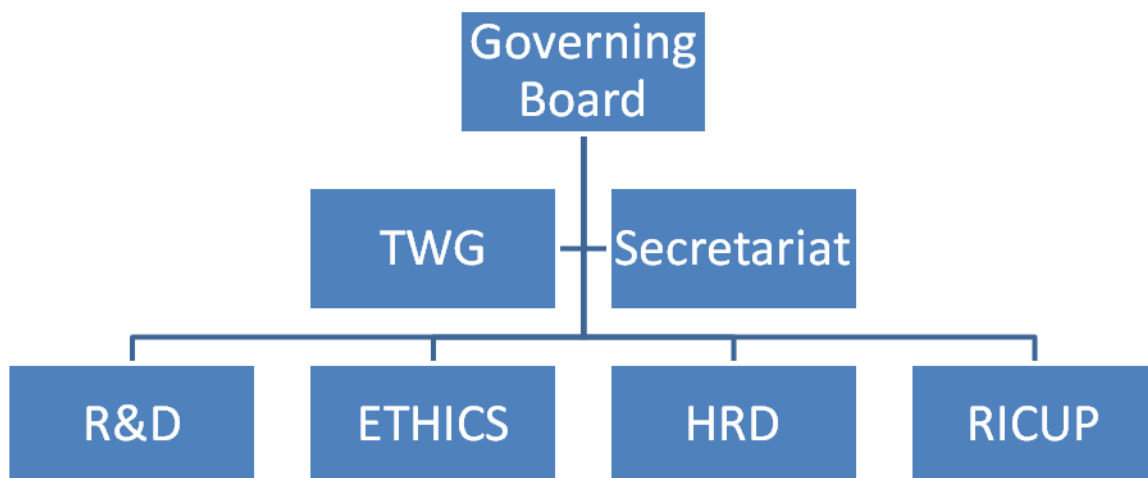 Governing
Board
TWG
Secretariat
R&D
ETHICS
HRD
RICUP